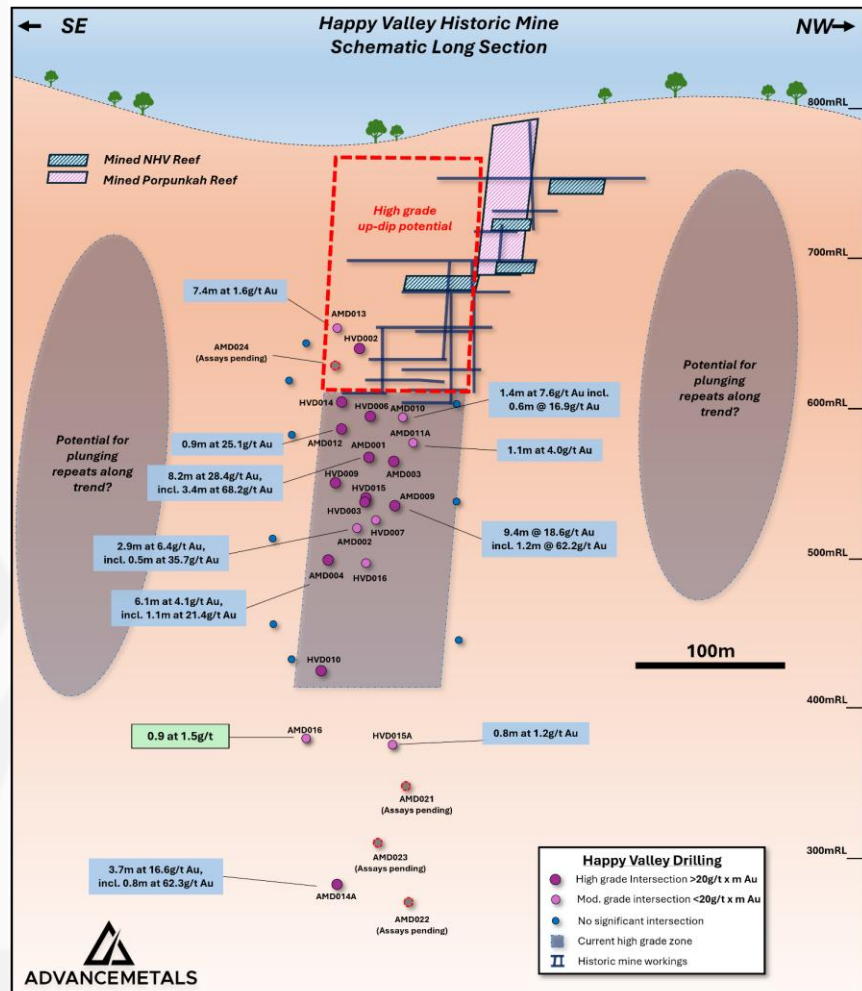 SE
Happy Valley Historic Mine
Schematic Long Section
NW
800mRL
Mined NHV Reef
Mined Porpunkah Reef
High grade
up-dip potential
700mRL
7.4m at 1.6g/t Au
AMD013
HVD002
AMD024
(Assays pending)
1.4m at 7.6g/t Au incl.
0.6m @ 16.9g/t Au
600mRL
HVD014
HVD006
AMD010
0.9m at 25.1g/t Au
AMD012
AMD001
AMD011A
1.1m at 4.0g/t Au
Potential for
plunging
repeats along
trend?
Potential for
plunging
repeats along
trend?
8.2m at 28.4g/t Au,
incl. 3.4m at 68.2g/t Au
HVD009
AMD003
HVD015
HVD003
AMD009
9.4m @ 18.6g/t Au
incl. 1.2m @ 62.2g/t Au
2.9m at 6.4g/t Au,
incl. 0.5m at 35.7g/t Au
AMD002
HVD007
500mRL
AMD004
HVD016
6.1m at 4.1g/t Au,
incl. 1.1m at 21.4g/t Au
HVD010
100m
400mRL
0.9 at 1.5g/t
AMD016
HVD015A
0.8m at 1.2g/t Au
AMD021
(Assays pending)
AMD023
(Assays pending)
300mRL
3.7m at 16.6g/t Au,
incl. 0.8m at 62.3g/t Au
AMD014A
AMD022
(Assays pending)
Happy Valley Drilling
High grade Intersection >20g/t x m Au
Mod. grade intersection <20g/t x m Au
No significant intersection
Current high grade zone
Historic mine workings
ADVANCEMETALS